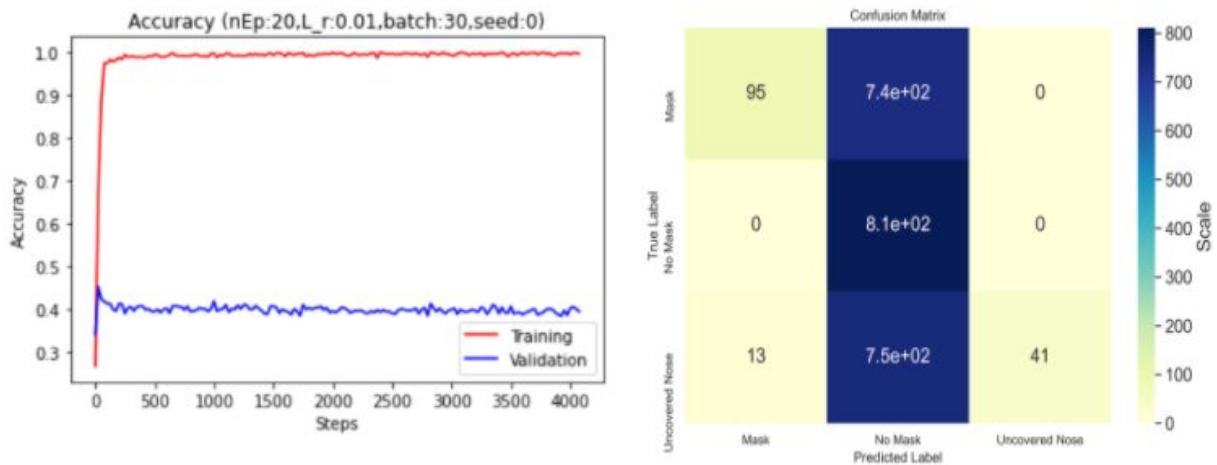 Accuracy (nEp:20,L_r:0.01,batch:30,seed:0)
1.0
0.9
0.8
0.7
0.6
0.5
0.4
0.3
Accuracy
0 500 1000 1500 2000 2500 3000 3500 4000
Steps
Training
Validation
Confusion Matrix
Mask
No Mask
Uncovered Nose
True Label
95 7.4e+02 0
0 8.1e+02 0
13 7.5e+02 41
Mask No Mask Uncovered Nose
Predicted Label
800
700
600
500
400
300
200
100
0
Scale